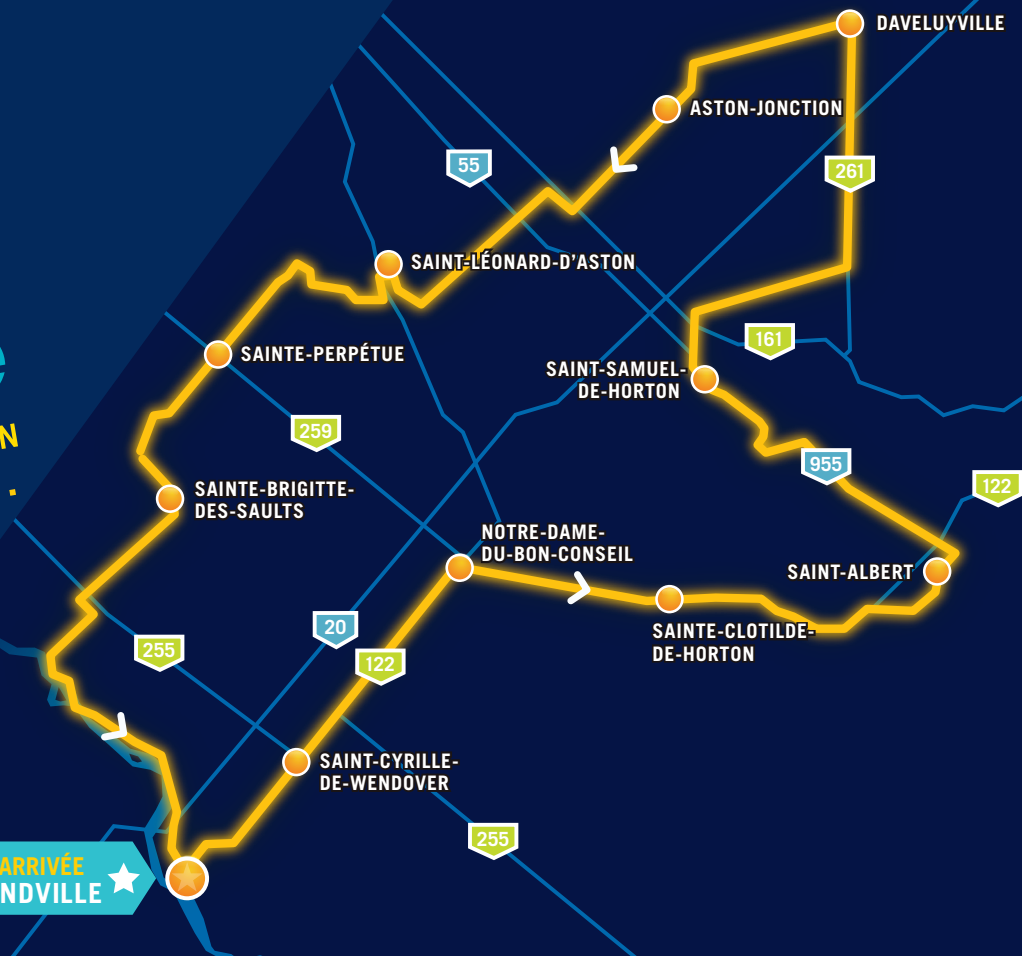 DAVELUYVILLE
ASTON-JONCTION
55
261
SAINT-LÉONARD-D'ASTON
161
SAINTE-PERPÉTUE
SAINT-SAMUEL-
DE-HORTON
259
955
122
SAINTE-BRIGITTE-
DES-SAULTS
NOTRE-DAME-
DU-BON-CONSEIL
SAINT-ALBERT
20
SAINTE-CLOTILDE-
DE-HORTON
255
122
SAINT-CYRILLE-
DE-WENDOVER
255
ARRIVÉE
NDVILLE